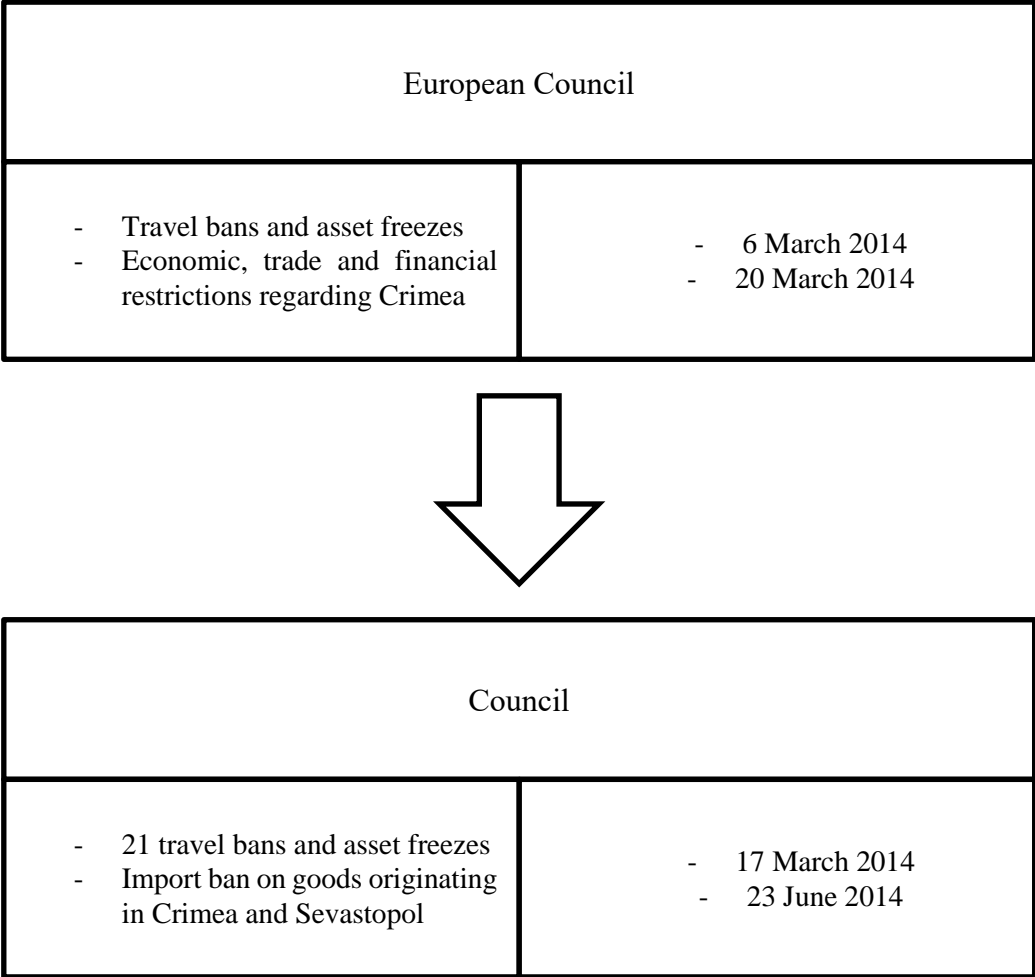 European Council
- Travel bans and asset freezes
- Economic, trade and financial
restrictions regarding Crimea
- 6 March 2014
- 20 March 2014
Council
- 21 travel bans and asset freezes
- Import ban on goods originating
in Crimea and Sevastopol
- 17 March 2014
- 23 June 2014